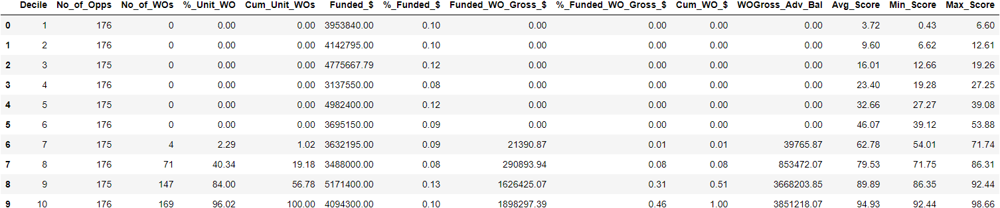 Decile No_of_Opps No_of_WOs %_Unit_WO Cum_Unit_WOs Funded_$ %_Funded_$ Funded_WO_Gross_$ %_Funded_WO_Gross_$ Cum_WO_$ WOGross_Adv_Bal Avg_Score Min_Score Max_Score
0 1 176 0 0.00 0.00 3953840.00 0.10 0.00 0.00 0.00 0.00 3.72 0.43 6.60
1 2 176 0 0.00 0.00 4142795.00 0.10 0.00 0.00 0.00 0.00 9.60 6.62 12.61
2 3 175 0 0.00 0.00 4775667.79 0.12 0.00 0.00 0.00 0.00 16.01 12.66 19.26
3 4 176 0 0.00 0.00 3137550.00 0.08 0.00 0.00 0.00 0.00 23.40 19.28 27.25
4 5 175 0 0.00 0.00 4982400.00 0.12 0.00 0.00 0.00 0.00 32.66 27.27 39.08
5 6 176 0 0.00 0.00 3695150.00 0.09 0.00 0.00 0.00 0.00 46.07 39.12 53.88
6 7 175 4 2.29 1.02 3632195.00 0.09 21390.87 0.01 0.01 39765.87 62.78 54.01 71.74
7 8 176 71 40.34 19.18 3488000.00 0.08 290893.94 0.08 0.08 853472.07 79.53 71.75 86.31
8 9 175 147 84.00 56.78 5171400.00 0.13 1626425.07 0.31 0.51 3668203.85 89.89 86.35 92.44
9 10 176 169 96.02 100.00 4094300.00 0.10 1898297.39 0.46 1.00 3851218.07 94.93 92.44 98.66